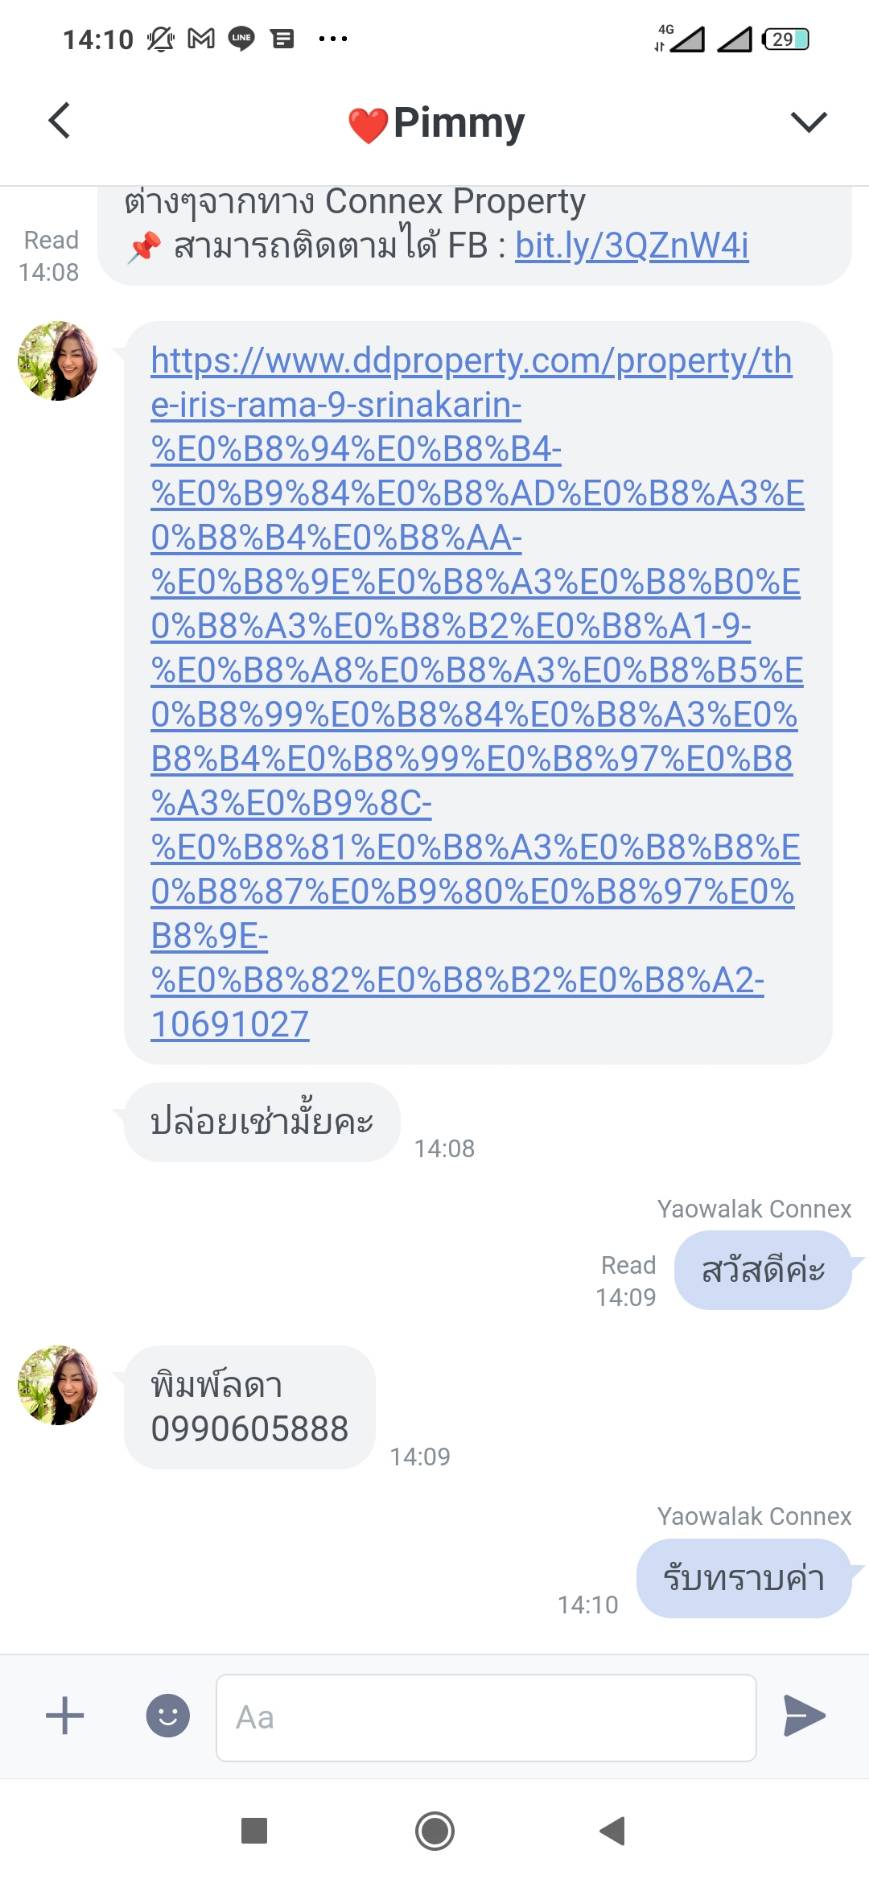 14:10
LINE
4G
29
❤️Pimmy
ต่างๆจากทาง Connex Property
📌 สามารถติดตามได้ FB : bit.ly/3QZnW4i
Read
14:08
https://www.ddproperty.com/property/th
e-iris-rama-9-srinakarin-
%E0%B8%94%E0%B8%B4-
%E0%B9%84%E0%B8%AD%E0%B8%A3%E
0%B8%B4%E0%B8%AA-
%E0%B8%9E%E0%B8%A3%E0%B8%B0%E
0%B8%A3%E0%B8%B2%E0%B8%A1-9-
%E0%B8%A8%E0%B8%A3%E0%B8%B5%E
0%B8%99%E0%B8%84%E0%B8%A3%E0%
B8%B4%E0%B8%99%E0%B8%97%E0%B8
%A3%E0%B9%8C-
%E0%B8%81%E0%B8%A3%E0%B8%B8%E
0%B8%87%E0%B9%80%E0%B8%97%E0%
B8%9E-
%E0%B8%82%E0%B8%B2%E0%B8%A2-
10691027
ปล่อยเช่ามั้ยคะ
14:08
Yaowalak Connex
สวัสดีค่ะ
Read
14:09
พิมพ์ลดา
0990605888
14:09
Yaowalak Connex
รับทราบค่า
14:10
Aa